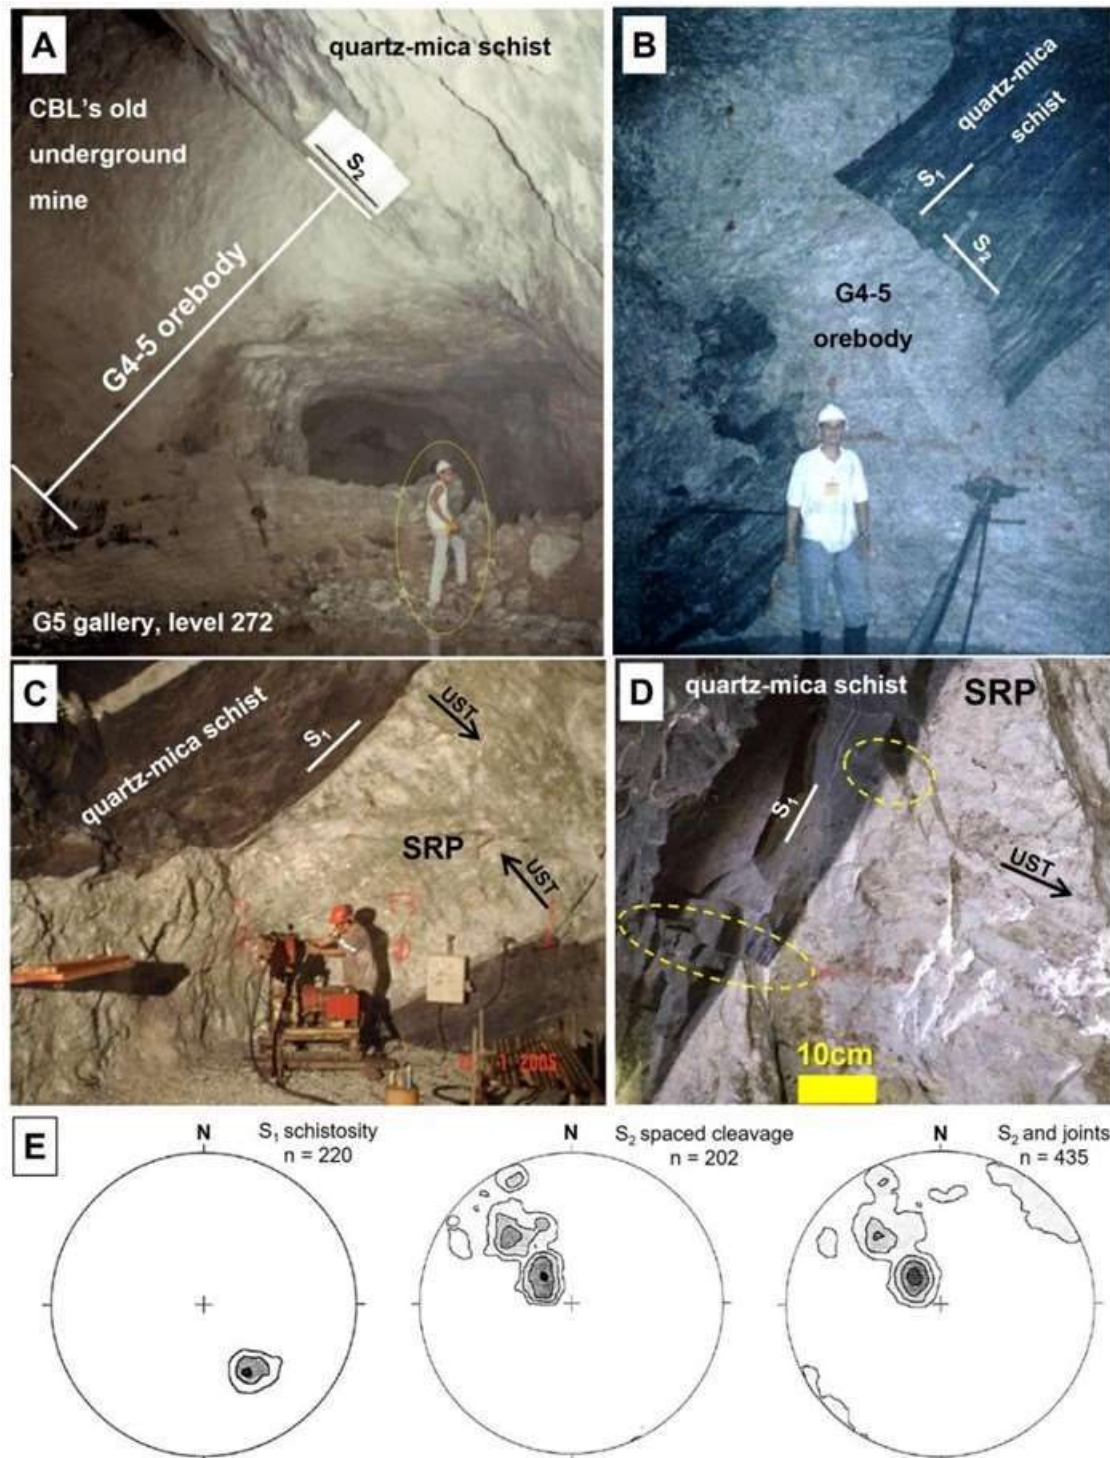 A
quartz-mica schist
CBL's old
underground
mine
S₂
G4-5 orebody
G5 gallery, level 272
B
quartz-mica
schist
S₁
S₂
G4-5
orebody
C
quartz-mica schist
S₁
UST
SRP
UST
1 2005
D
quartz-mica schist
SRP
S₁
UST
10cm
E
N
S₁ schistosity
n = 220
N
S₂ spaced cleavage
n = 202
N
S₂ and joints
n = 435